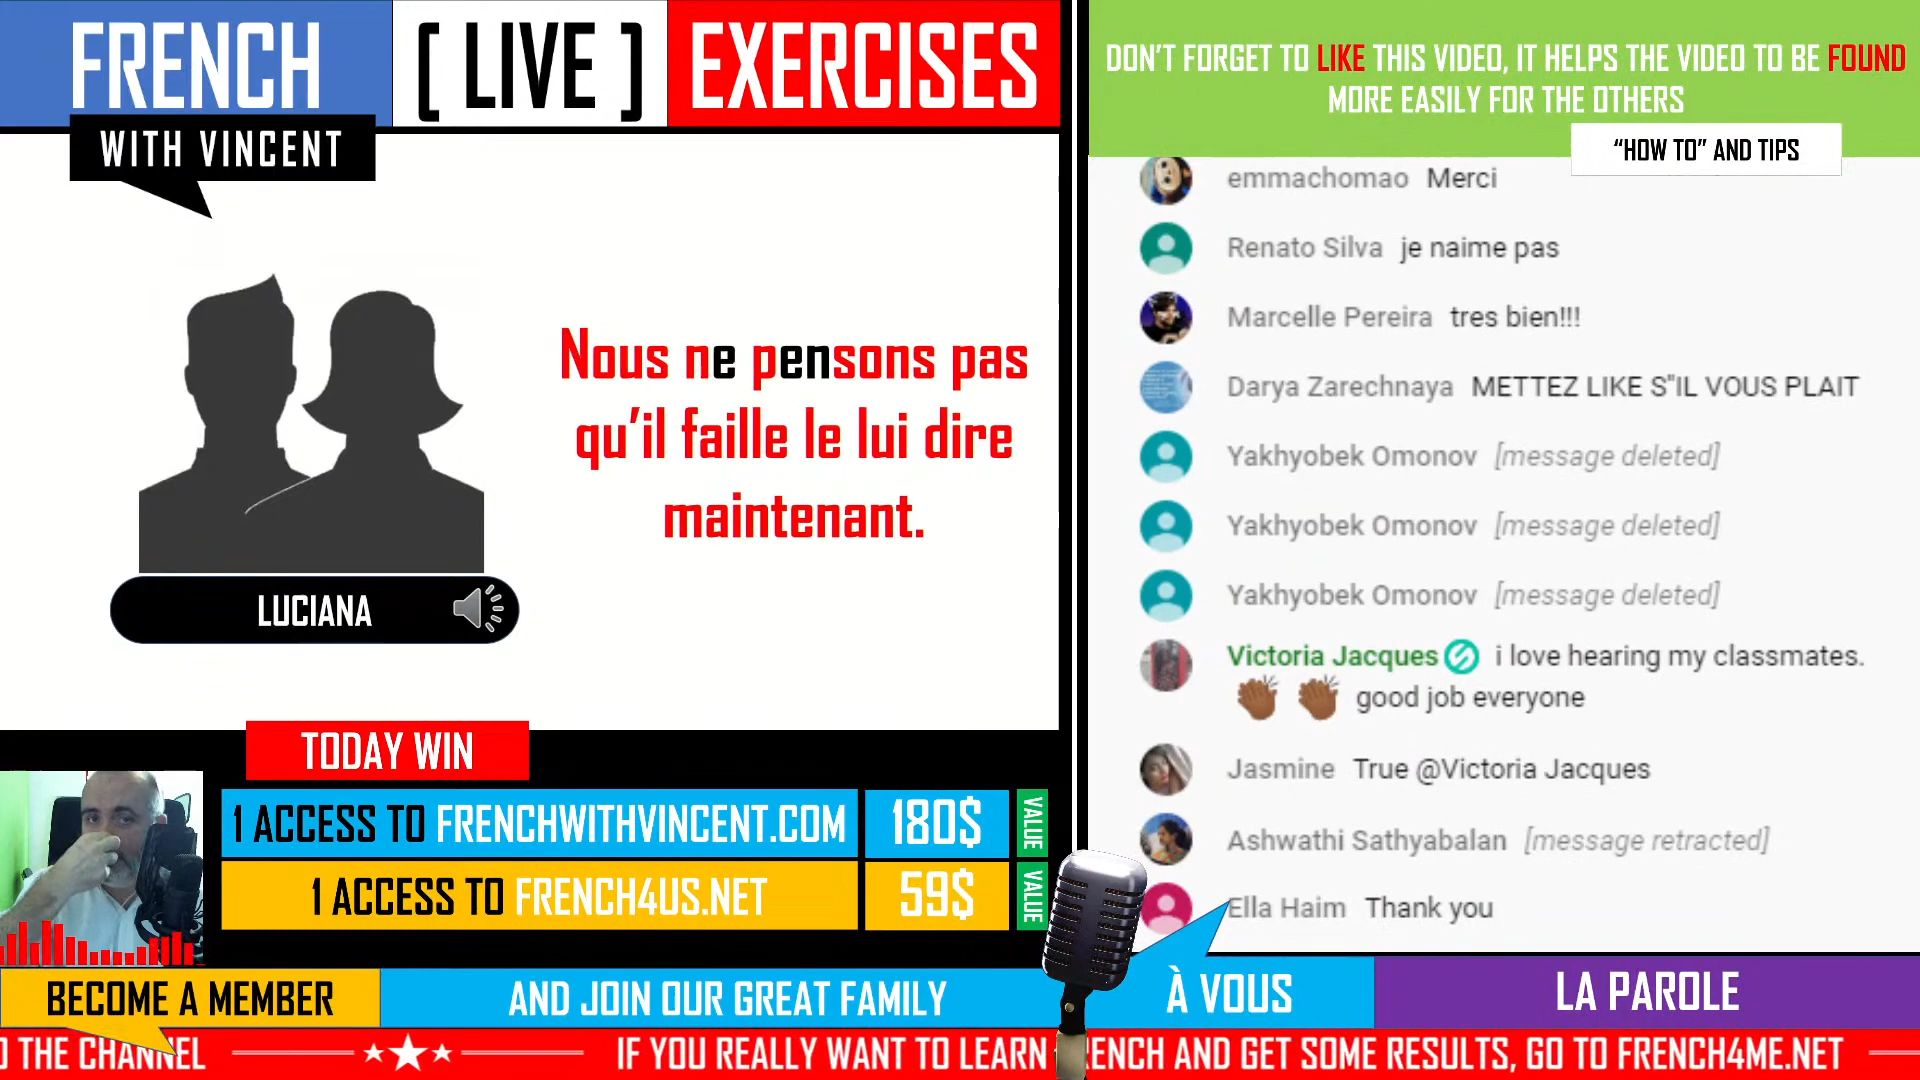 FRENCH [ LIVE ] EXERCISES
WITH VINCENT
Nous ne pensons pas
qu’il faille le lui dire
maintenant.
LUCIANA
TODAY WIN
1 ACCESS TO FRENCHWITHVINCENT.COM 180$ VALUE
1 ACCESS TO FRENCH4US.NET 59$ VALUE
DON’T FORGET TO LIKE THIS VIDEO, IT HELPS THE VIDEO TO BE FOUND
MORE EASILY FOR THE OTHERS
“HOW TO” AND TIPS
emmachomao Merci
Renato Silva je naime pas
Marcelle Pereira tres bien!!!
Darya Zarechnaya METTEZ LIKE S"IL VOUS PLAIT
Yakhyobek Omonov [message deleted]
Yakhyobek Omonov [message deleted]
Yakhyobek Omonov [message deleted]
Victoria Jacques i love hearing my classmates.
👏🏾 👏🏾 good job everyone
Jasmine True @Victoria Jacques
Ashwathi Sathyabalan [message retracted]
Ella Haim Thank you
BECOME A MEMBER AND JOIN OUR GREAT FAMILY À VOUS LA PAROLE
THE CHANNEL IF YOU REALLY WANT TO LEARN ENCH AND GET SOME RESULTS, GO TO FRENCH4ME.NET